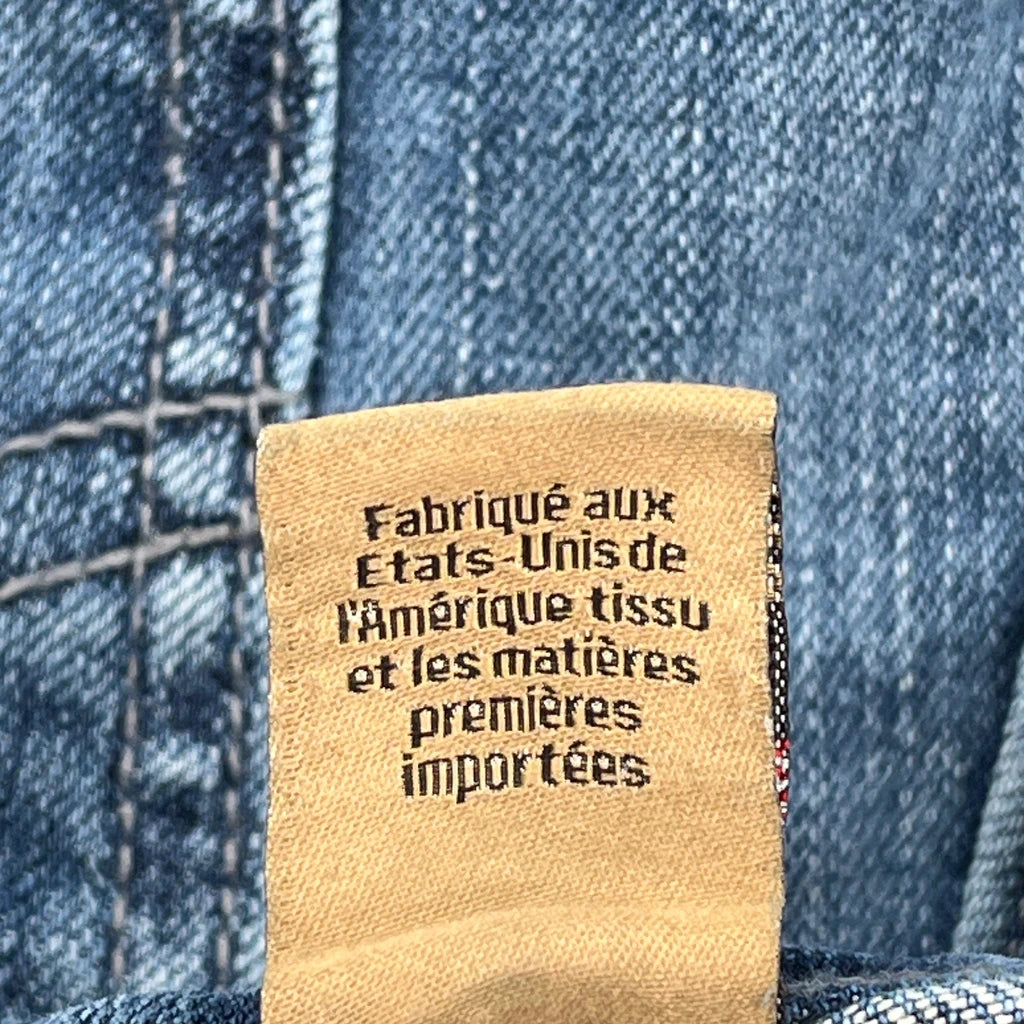 Fabriqué aux
Etats-Unis de
l'Amérique tissu
et les matières
premières
importées